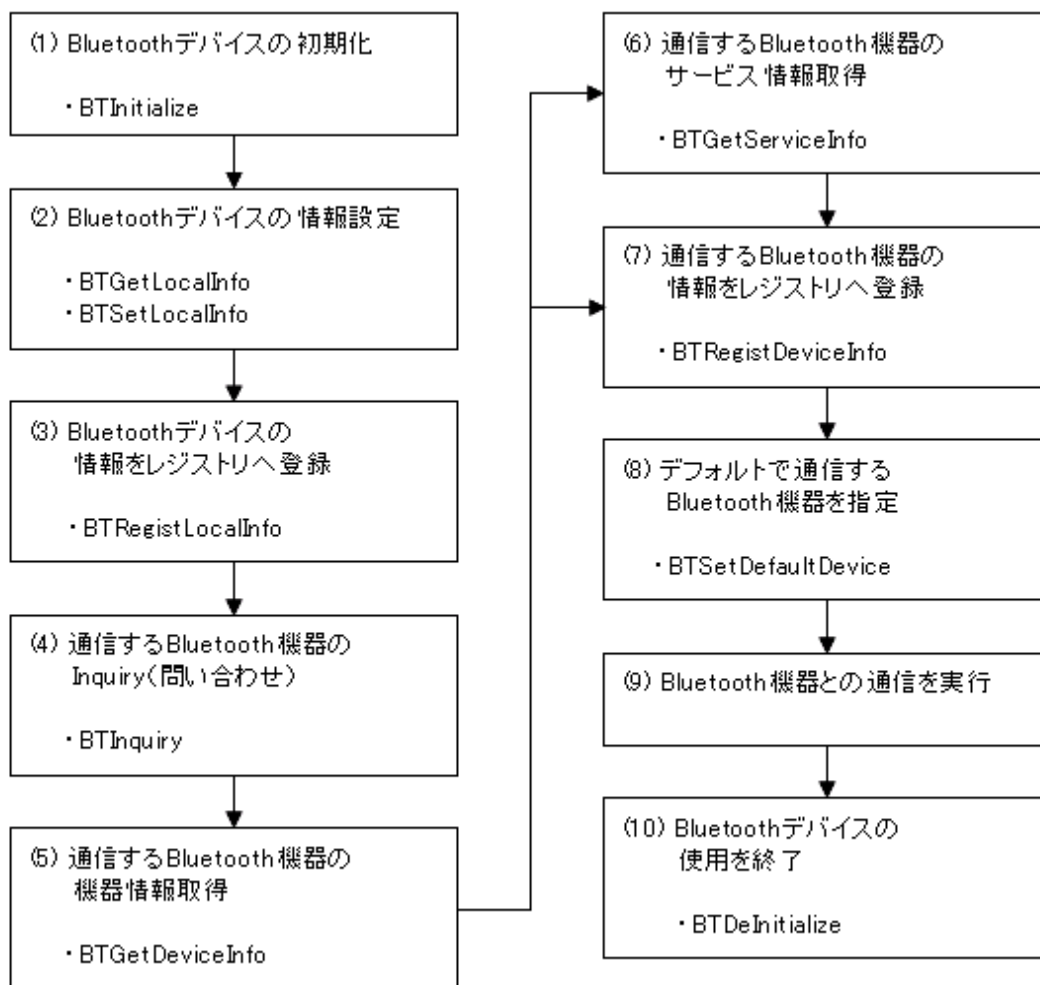 (1) Bluetoothデバイスの初期化
・BTInitialize
(2) Bluetoothデバイスの情報設定
・BTGetLocalInfo
・BTSetLocalInfo
(3) Bluetoothデバイスの
情報をレジストリへ登録
・BTRegistLocalInfo
(4) 通信するBluetooth機器の
Inquiry(問い合わせ)
・BTInquiry
(5) 通信するBluetooth機器の
機器情報取得
・BTGetDeviceInfo
(6) 通信するBluetooth機器の
サービス情報取得
・BTGetServiceInfo
(7) 通信するBluetooth機器の
情報をレジストリへ登録
・BTRegistDeviceInfo
(8) デフォルトで通信する
Bluetooth機器を指定
・BTSetDefaultDevice
(9) Bluetooth機器との通信を実行
(10) Bluetoothデバイスの
使用を終了
・BTDeInitialize